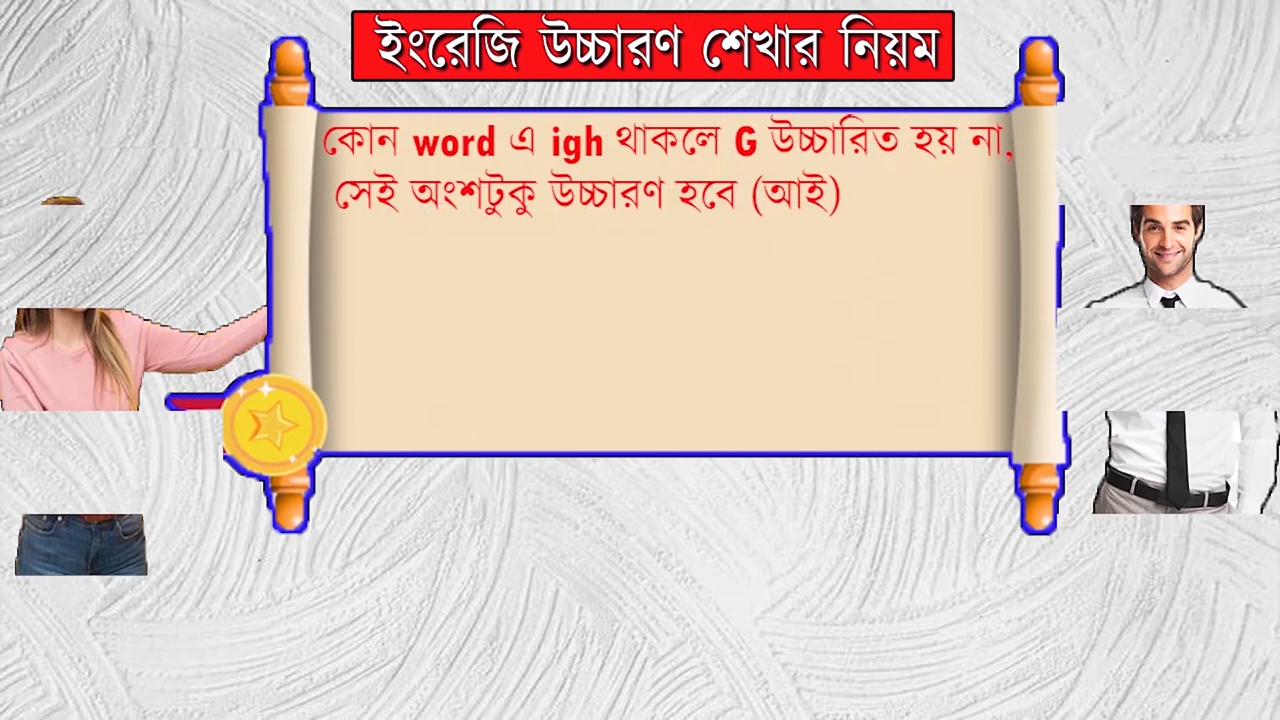 ইংরেজি উচ্চারণ শেখার নিয়ম
কোন word এ igh থাকলে G উচ্চারিত হয় না,
সেই অংশটুকু উচ্চারণ হবে (আই)